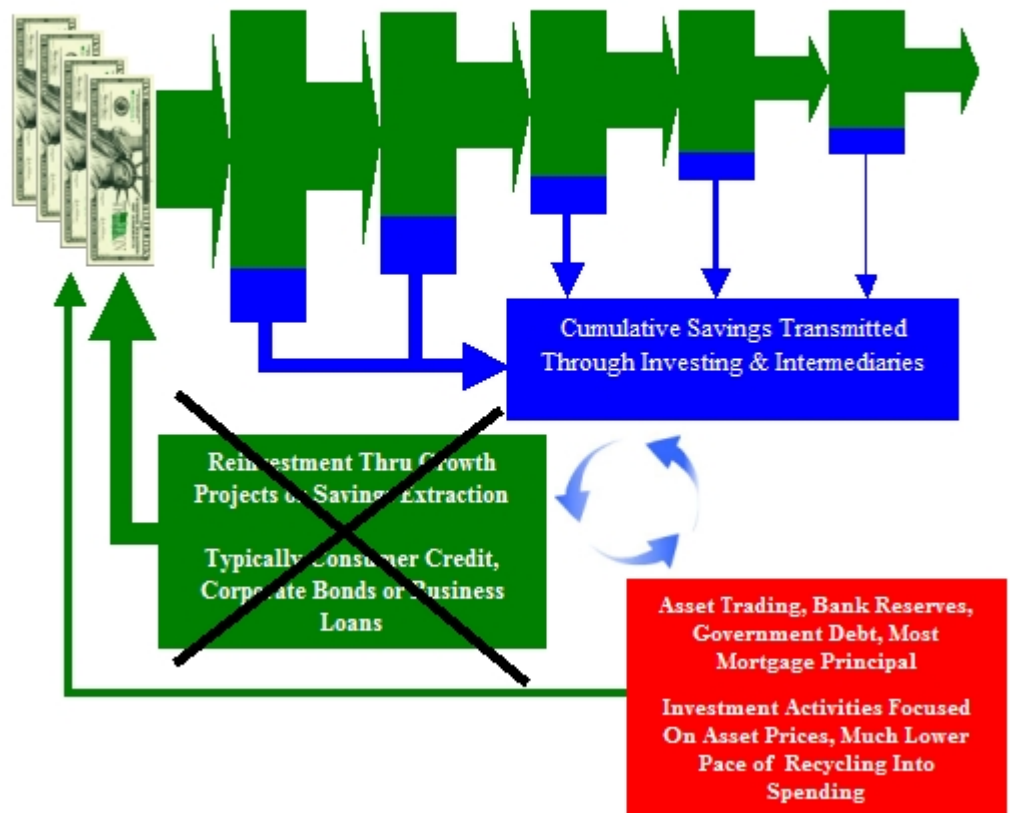 Cumulative Savings Transmitted
Through Investing & Intermediaries
Reinvestment Thru Growth
Projects or Savings Extraction
Typically Consumer Credit,
Corporate Bonds or Business
Loans
Asset Trading, Bank Reserves,
Government Debt, Most
Mortgage Principal
Investment Activities Focused
On Asset Prices, Much Lower
Pace of Recycling Into
Spending